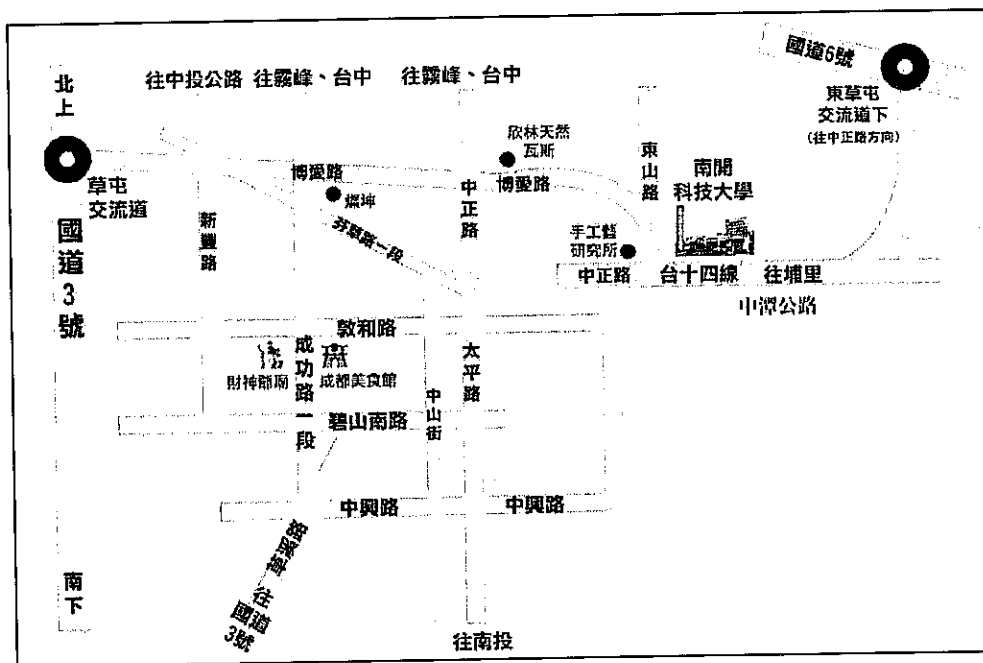 國道6號
北上
往中投公路
往霧峰、台中
往霧峰、台中
東草屯
交流道下
(往中正路方向)
欣林天然
瓦斯
東山路
南開
科技大學
草屯
交流道
博愛路
燦坤
中正路
博愛路
新豐路
芬草路一段
手工藝
研究所
國道3號
中正路
台十四線
往埔里
中潭公路
敦和路
財神爺廟
成功路一段
成都美食館
太平路
中山街
碧山南路
中興路
中興路
南下
往
國道
3號
往南投